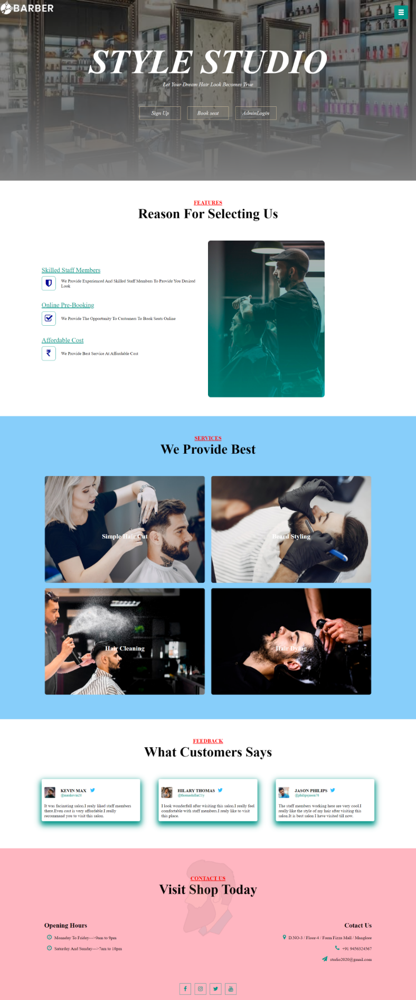 BARBER
STYLE STUDIO
Let Your Dream Hair Look Becomes True
Sign Up
Book seat
AdminLogin
FEATURES
Reason For Selecting Us
Skilled Staff Members
We Provide Experienced And Skilled Staff Members To Provide You Desired
Look
Online Pre-Booking
We Provide The Opportunity To Customers To Book Seats Online
Affordable Cost
We Provide Best Service At Affordable Cost
SERVICES
We Provide Best
Simple Hair Cut
Beard Styling
Hair Cleaning
Hair Dying
FEEDBACK
What Customers Says
KEVIN MAX
@maxkevin20
It was facinating salon.I realy liked staff members
there.Even cost is very affordable.I really
recommand you to visit this salon.
HILARY THOMAS
@thomashillar21y
I look wonderfull after wisiting this salon.I really feel
comfortable with staff members.I realy like to visit
this place.
JASON PHILIPS
@philipsjason76
The staff members working here are very cool.I
really like the style of my hair after visiting this
salon.It is best salon I have visited till now.
CONTACT US
Visit Shop Today
Opening Hours
Monnday To Friday--->9am to 9pm
Saturday And Sunday--->7am to 10pm
Cotact Us
D.NO-3 / Floor-4 / Form Fizza Mall / Manglore
+91 9456324567
studio2020@gmail.com